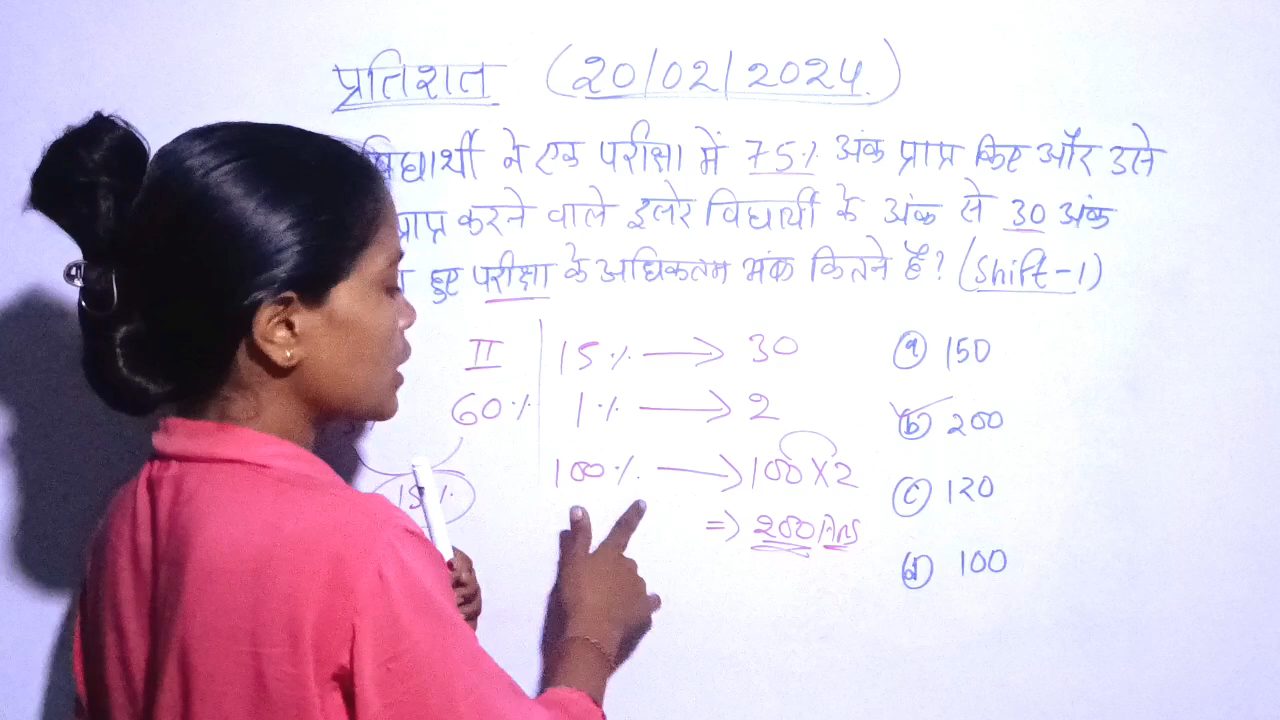 प्रतिशत (20/02/2024)
विद्यार्थी ने एक परीक्षा में 75% अंक प्राप्त किए और उसे
प्राप्त करने वाले दूसरे विद्यार्थी के अंक से 30 अंक
हुए परीक्षा के अधिकतम अंक कितने है? (Shift-1)
II
60%
15%
15% → 30
1% → 2
100% → 100×2
⇒ 200 Ans
(a) 150
(b) 200
(c) 120
(d) 100